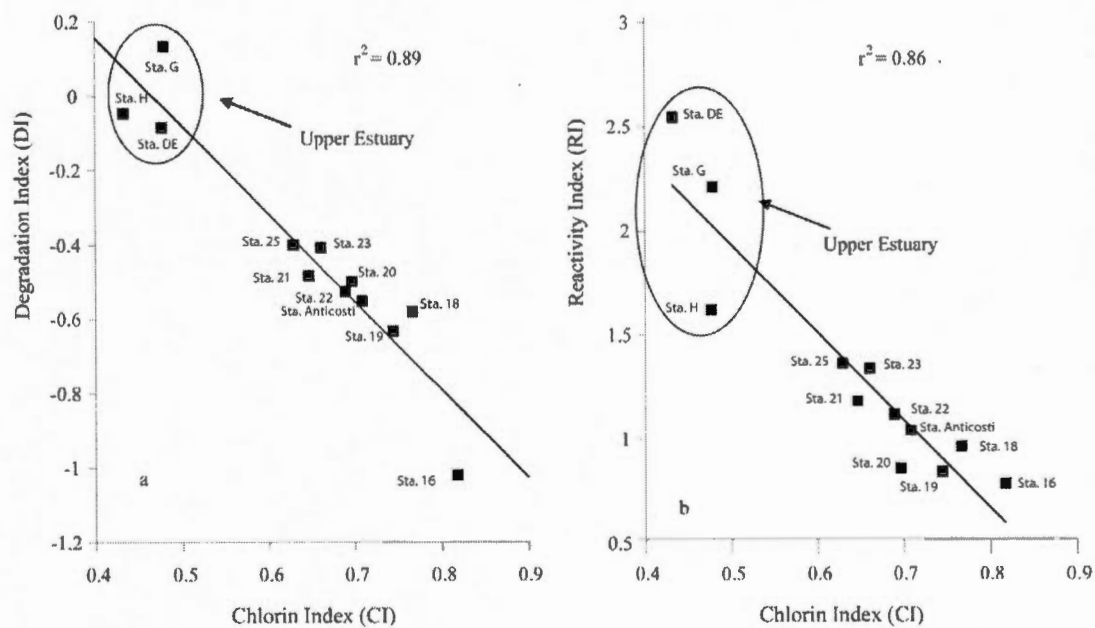 0.2
0
-0.2
-0.4
-0.6
-0.8
-1
-1.2
Degradation Index (DI)
r² = 0.89
Sta. G
Sta. H
Sta. DE
Upper Estuary
Sta. 25
Sta. 23
Sta. 21
Sta. 20
Sta. 22
Sta. Anticosti
Sta. 18
Sta. 19
Sta. 16
a
0.4 0.5 0.6 0.7 0.8 0.9
Chlorin Index (CI)
3
2.5
2
1.5
1
0.5
Reactivity Index (RI)
r² = 0.86
Sta. DE
Sta. G
Upper Estuary
Sta. H
Sta. 25
Sta. 23
Sta. 21
Sta. 22
Sta. Anticosti
Sta. 18
Sta. 20
Sta. 19
Sta. 16
b
0.4 0.5 0.6 0.7 0.8 0.9
Chlorin Index (CI)